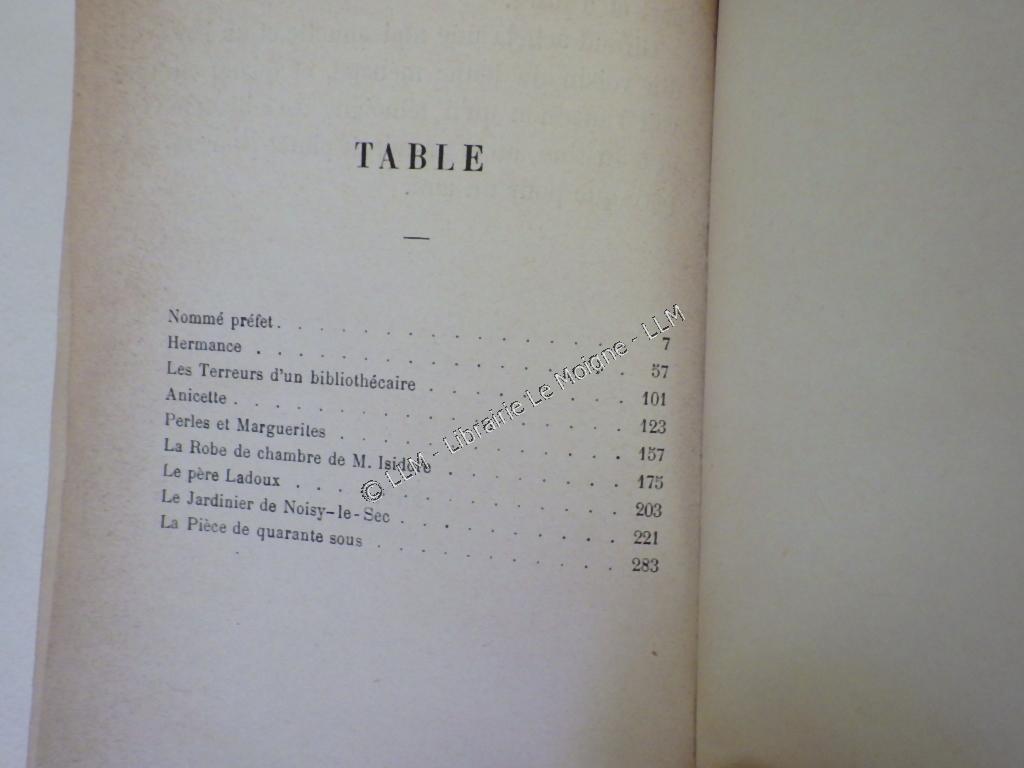 TABLE
Nommé préfet . . . . . . . . . . . . . 7
Hermance . . . . . . . . . . . . . . 57
Les Terreurs d'un bibliothécaire . . . . . . . . 101
Anicette . . . . . . . . . . . . . . 123
Perles et Marguerites . . . . . . . . . . . 157
La Robe de chambre de M. Isidore . . . . . . . 175
Le père Ladoux . . . . . . . . . . . . 203
Le Jardinier de Noisy-le-Sec . . . . . . . . . 221
La Pièce de quarante sous . . . . . . . . . 283
© LLM - Librairie Le Moigne - LLM